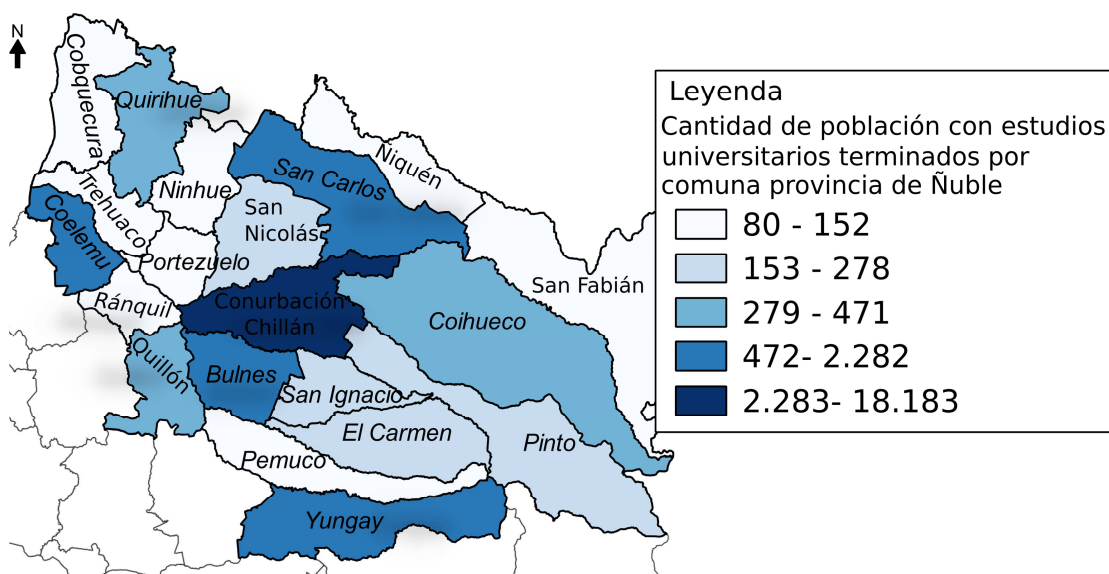 N
Cobquecura
Quirihue
Ninhue
Ñiquén
San Carlos
Trehuaco
Coelemu
San
Nicolás
Portezuelo
San Fabián
Ránquil
Conurbación
Chillán
Coihueco
Quillón
Bulnes
San Ignacio
El Carmen
Pinto
Pemuco
Yungay
Leyenda
Cantidad de población con estudios
universitarios terminados por
comuna provincia de Ñuble
80 - 152
153 - 278
279 - 471
472- 2.282
2.283- 18.183